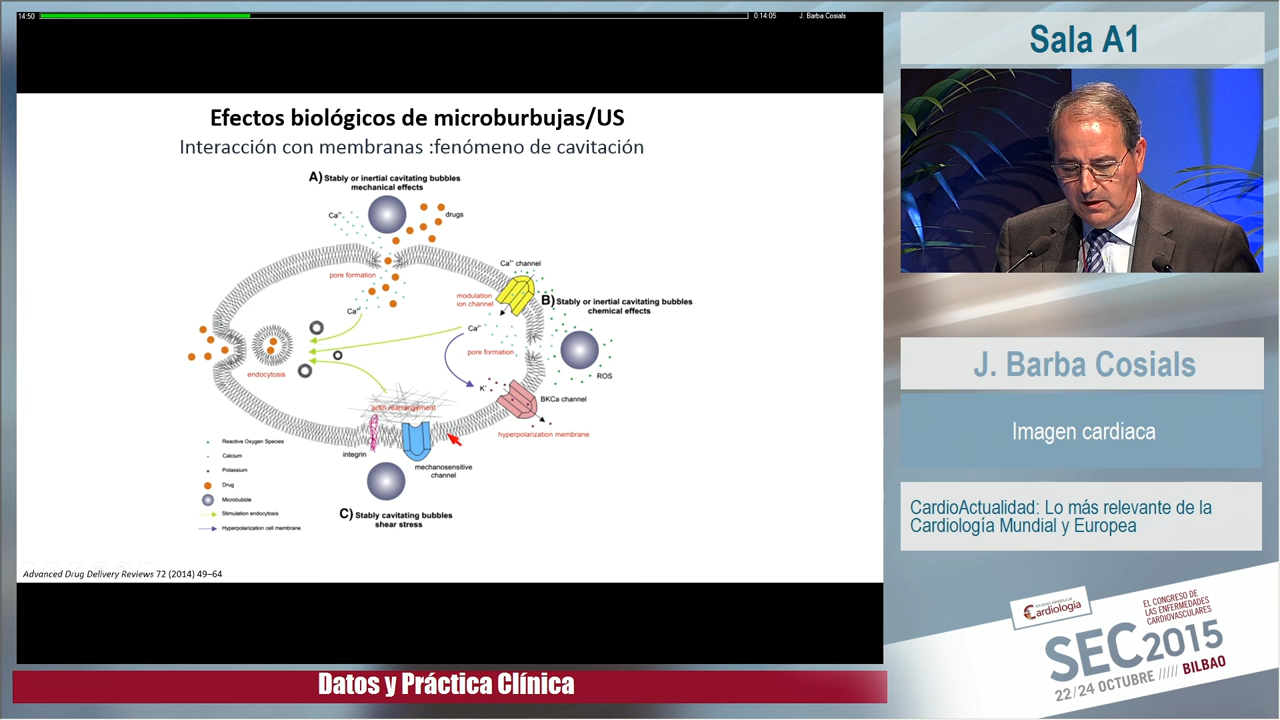 14:50
0:14:05
J. Barba Cosials
Efectos biológicos de microburbujas/US
Interacción con membranas :fenómeno de cavitación
A) Stably or inertial cavitating bubbles
mechanical effects
Ca²⁺
drugs
pore formation
Ca²⁺ channel
modulation
ion channel
B) Stably or inertial cavitating bubbles
chemical effects
Ca²⁺
Ca²⁺
pore formation
endocytosis
ROS
K⁺
BKCa channel
actin rearrangement
hyperpolarization membrane
integrin
mechanosensitive
channel
C) Stably cavitating bubbles
shear stress
Reactive Oxygen Species
Calcium
Potassium
Drug
Microbubble
Stimulation endocytosis
Hyperpolarization cell membrane
Advanced Drug Delivery Reviews 72 (2014) 49–64
Datos y Práctica Clínica
Sala A1
J. Barba Cosials
Imagen cardiaca
CardioActualidad: Lo más relevante de la
Cardiología Mundial y Europea
SOCIEDAD ESPAÑOLA DE
Cardiología
EL CONGRESO DE
LAS ENFERMEDADES
CARDIOVASCULARES
SEC2015
22/24 OCTUBRE ///// BILBAO